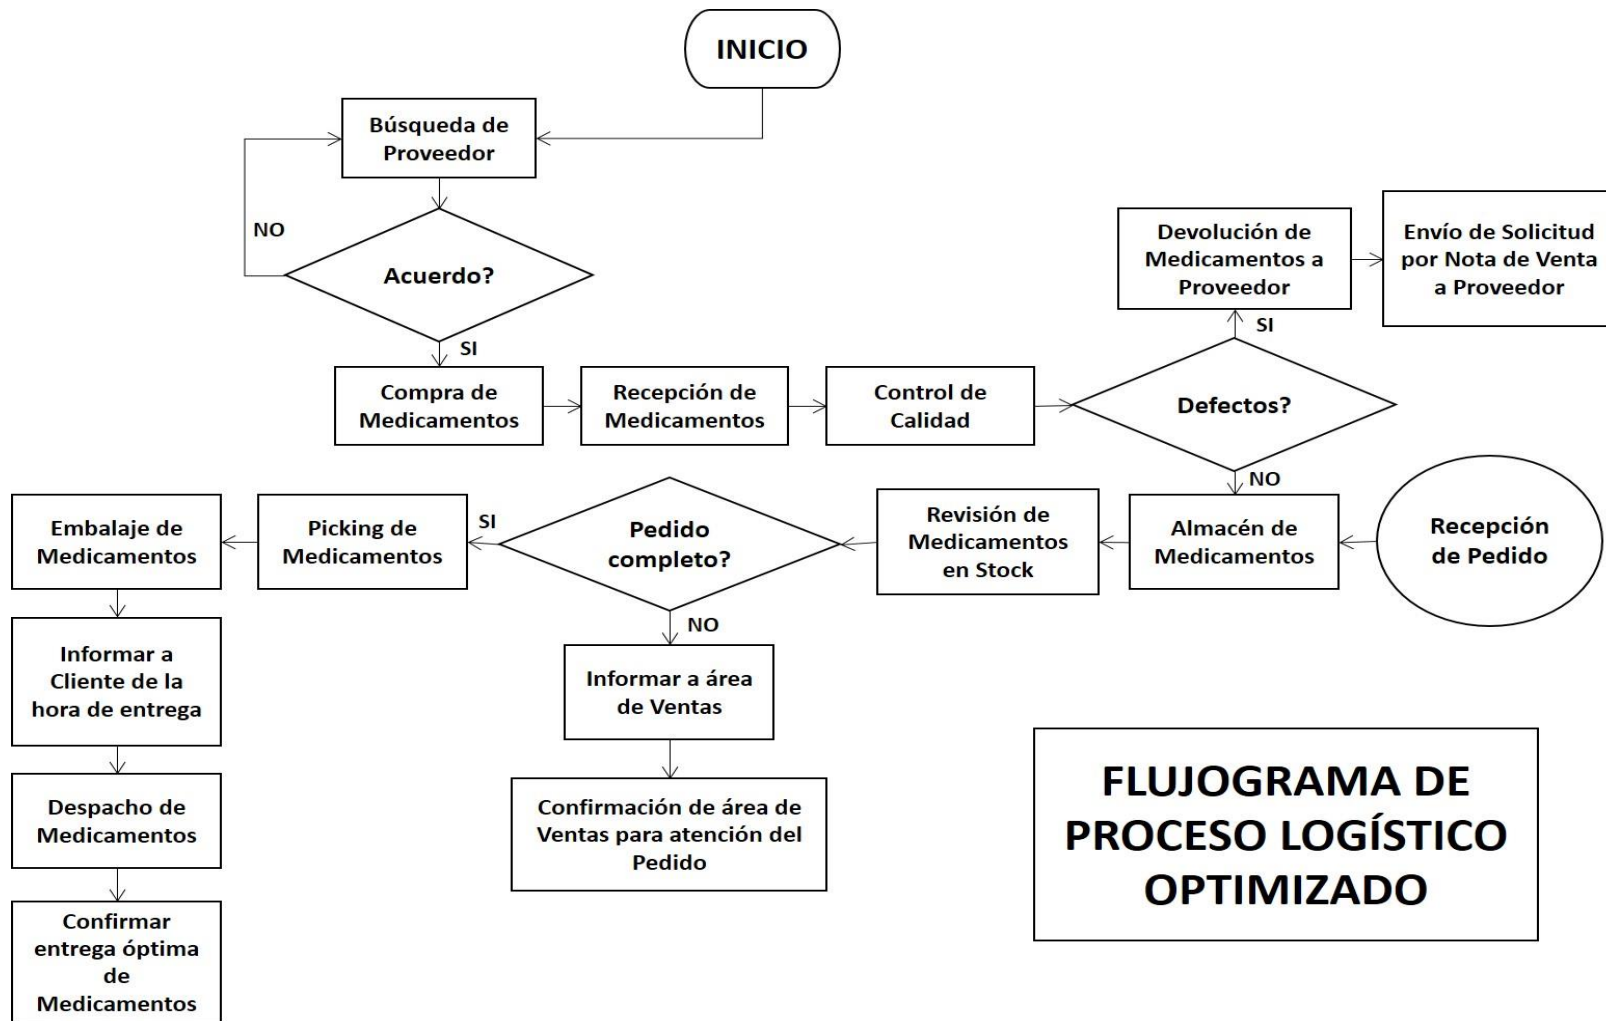 INICIO
Búsqueda de
Proveedor
NO
Acuerdo?
SI
Devolución de
Medicamentos a
Proveedor
Envío de Solicitud
por Nota de Venta
a Proveedor
SI
Compra de
Medicamentos
Recepción de
Medicamentos
Control de
Calidad
Defectos?
NO
Embalaje de
Medicamentos
Picking de
Medicamentos
SI
Pedido
completo?
Revisión de
Medicamentos
en Stock
Almacén de
Medicamentos
Recepción
de Pedido
NO
Informar a
Cliente de la
hora de entrega
Informar a área
de Ventas
Despacho de
Medicamentos
Confirmación de área de
Ventas para atención del
Pedido
FLUJOGRAMA DE
PROCESO LOGÍSTICO
OPTIMIZADO
Confirmar
entrega óptima
de
Medicamentos